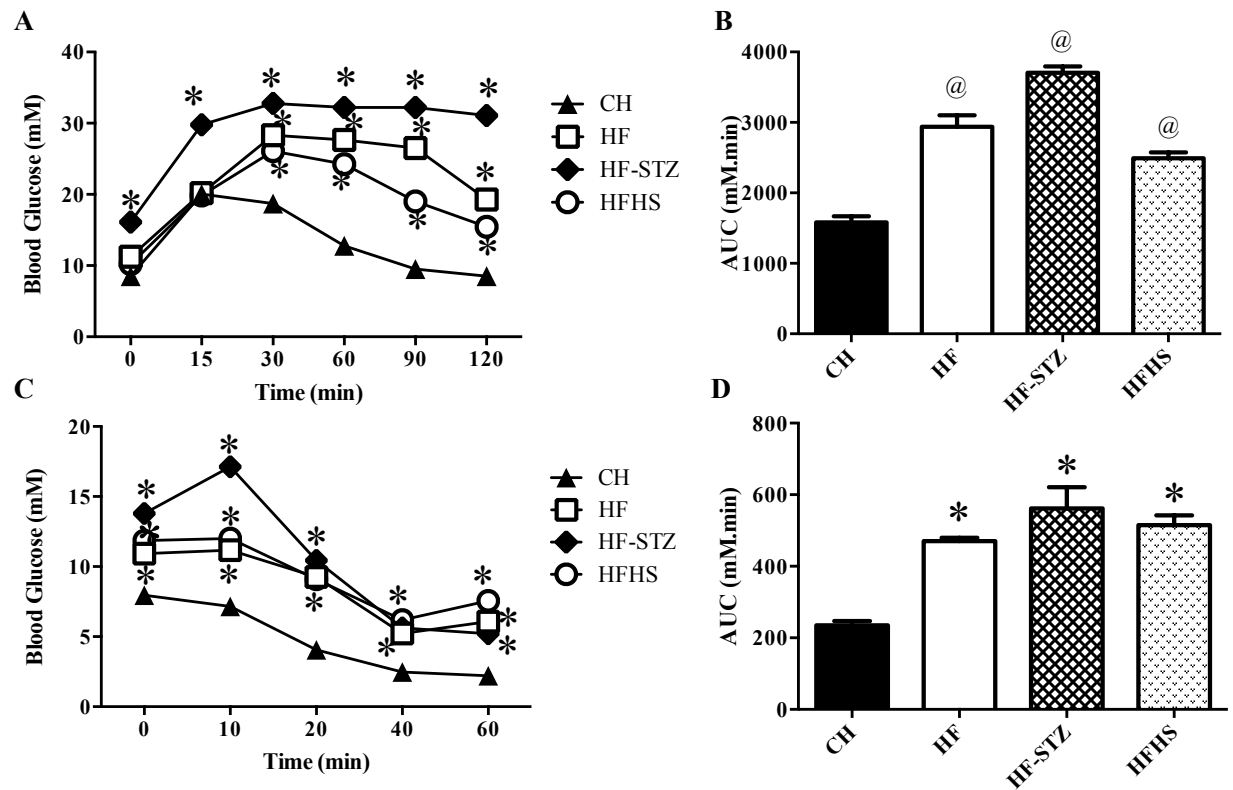 A
Blood Glucose (mM)
40
30
20
10
0
0 15 30 60 90 120
Time (min)
* * * * * *
* * * *
* * * *
CH
HF
HF-STZ
HFHS
B
AUC (mM.min)
4000
3000
2000
1000
0
@ @ @
CH HF HF-STZ HFHS
C
Blood Glucose (mM)
20
15
10
5
0
0 10 20 40 60
Time (min)
* * * * *
* * * * *
* * *
CH
HF
HF-STZ
HFHS
D
AUC (mM.min)
800
600
400
200
0
* * *
CH HF HF-STZ HFHS